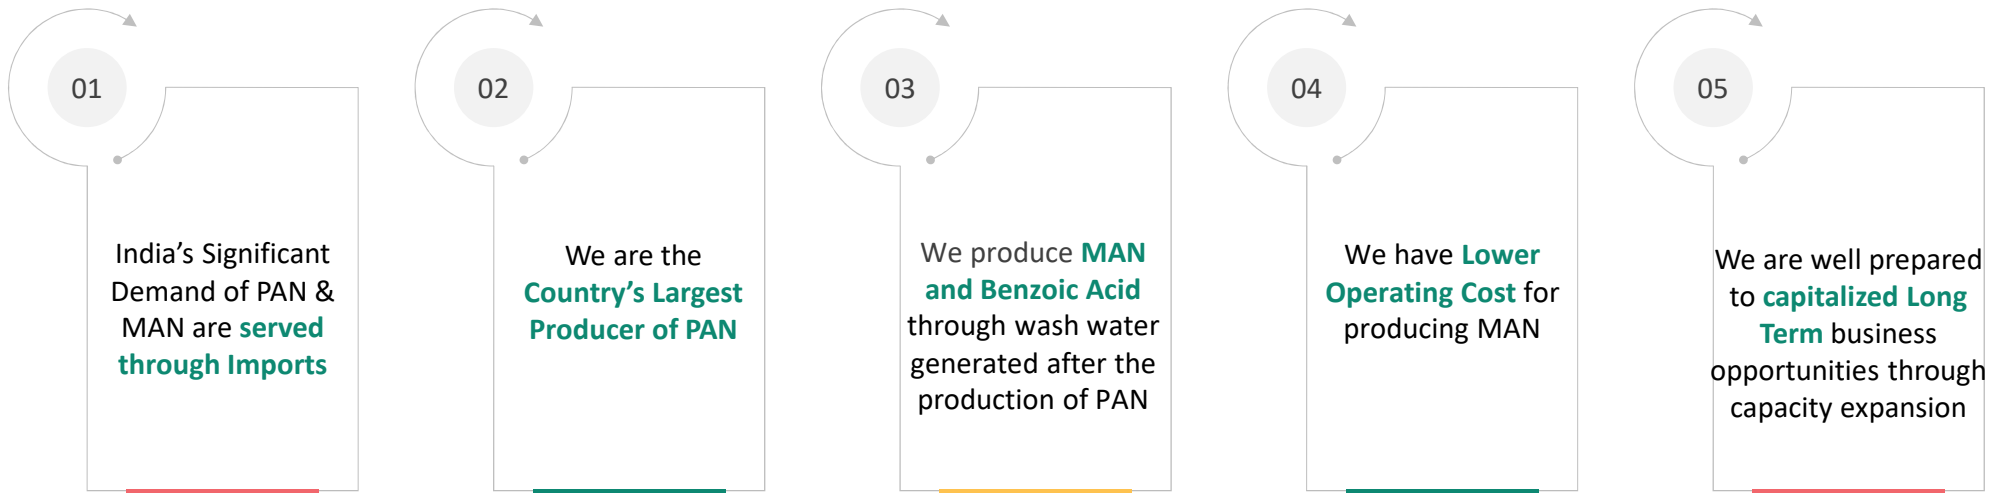 01
India’s Significant
Demand of PAN &
MAN are served
through Imports
02
We are the
Country’s Largest
Producer of PAN
03
We produce MAN
and Benzoic Acid
through wash water
generated after the
production of PAN
04
We have Lower
Operating Cost for
producing MAN
05
We are well prepared
to capitalized Long
Term business
opportunities through
capacity expansion